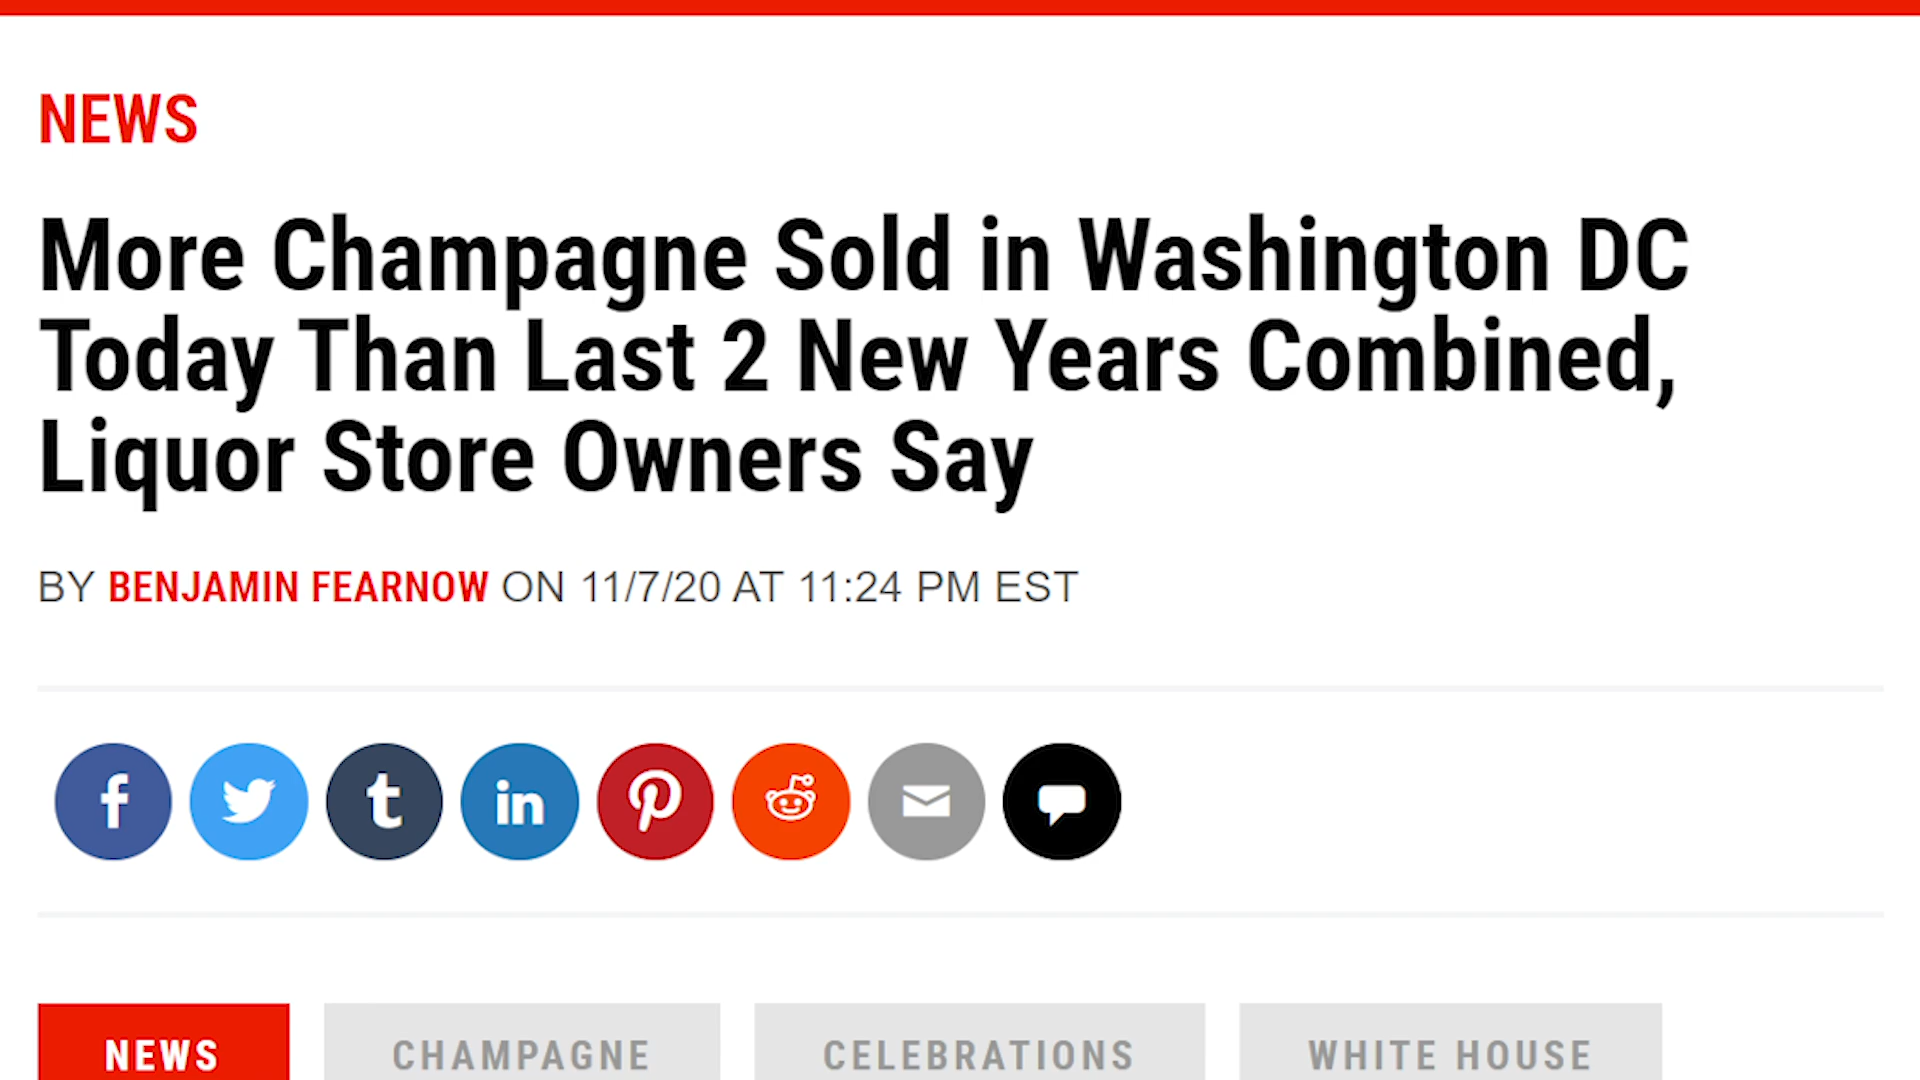 NEWS
More Champagne Sold in Washington DC
Today Than Last 2 New Years Combined,
Liquor Store Owners Say
BY BENJAMIN FEARNOW ON 11/7/20 AT 11:24 PM EST
f t in
NEWS CHAMPAGNE CELEBRATIONS WHITE HOUSE